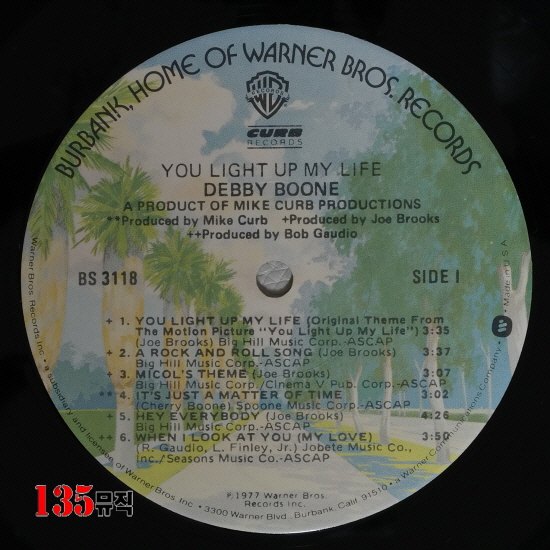 BURBANK, HOME OF WARNER BROS. RECORDS
WB
CURB
RECORDS
YOU LIGHT UP MY LIFE
DEBBY BOONE
A PRODUCT OF MIKE CURB PRODUCTIONS
**Produced by Mike Curb +Produced by Joe Brooks
++Produced by Bob Gaudio
BS 3118
SIDE I
+ 1. YOU LIGHT UP MY LIFE (Original Theme From
The Motion Picture "You Light Up My Life") 3:35
(Joe Brooks) Big Hill Music Corp.-ASCAP
+ 2. A ROCK AND ROLL SONG (Joe Brooks) 3:37
Big Hill Music Corp.-ASCAP
+ 3. MICOL'S THEME (Joe Brooks) 3:07
Big Hill Music Corp./Cinema V Pub. Corp.-ASCAP
** 4. IT'S JUST A MATTER OF TIME 3:02
(Cherry Boone) Spoone Music Corp.-ASCAP
+ 5. HEY EVERYBODY (Joe Brooks) 4:26
Big Hill Music Corp.-ASCAP
++ 6. WHEN I LOOK AT YOU (MY LOVE) 3:50
(R. Gaudio, L. Finley, Jr.) Jobete Music Co.,
Inc./Seasons Music Co.-ASCAP
℗1977 Warner Bros.
Records Inc.
Warner Bros. Records Inc. • a subsidiary and licensee of Warner Bros. Inc. • 3300 Warner Blvd., Burbank, Calif. 91510 • a Warner Communications Company. • Made in U.S.A.
135뮤직